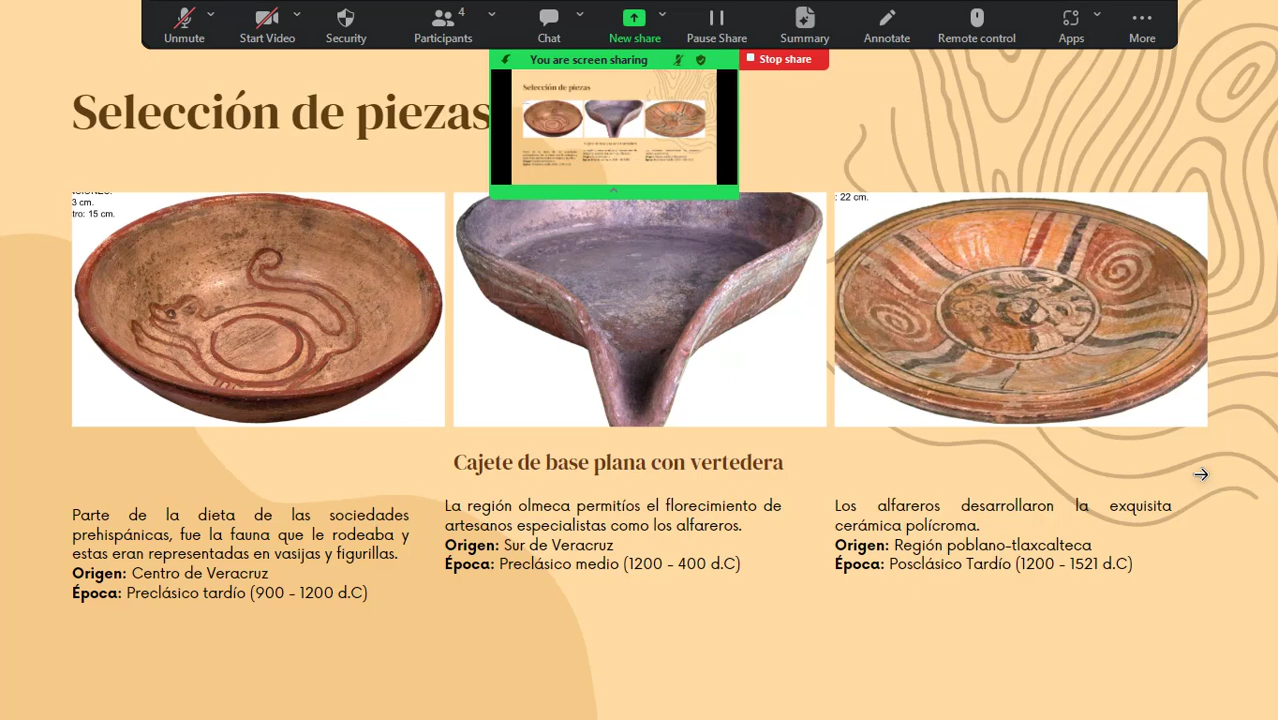 Unmute
Start Video
Security
Participants
4
Chat
New share
Pause Share
Summary
Annotate
Remote control
Apps
More
You are screen sharing
Stop share
Selección de piezas
3 cm.
tro: 15 cm.
: 22 cm.
Cajete de base plana con vertedera
Parte de la dieta de las sociedades
prehispánicas, fue la fauna que le rodeaba y
estas eran representadas en vasijas y figurillas.
Origen: Centro de Veracruz
Época: Preclásico tardío (900 - 1200 d.C)
La región olmeca permitíos el florecimiento de
artesanos especialistas como los alfareros.
Origen: Sur de Veracruz
Época: Preclásico medio (1200 - 400 d.C)
Los alfareros desarrollaron la exquisita
cerámica polícroma.
Origen: Región poblano-tlaxcalteca
Época: Posclásico Tardío (1200 - 1521 d.C)